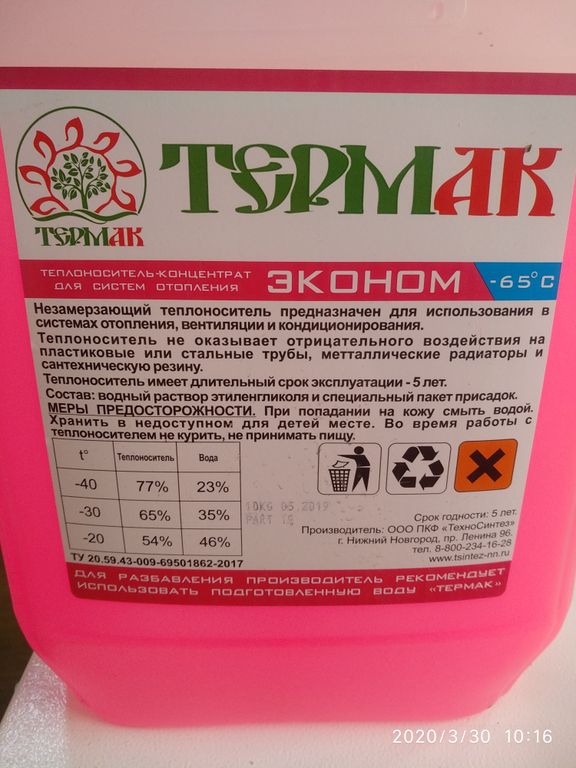 ТЕРМАК
ТЕРМАК
ТЕПЛОНОСИТЕЛЬ-КОНЦЕНТРАТ
ДЛЯ СИСТЕМ ОТОПЛЕНИЯ
ЭКОНОМ
-65°C
Незамерзающий теплоноситель предназначен для использования в
системах отопления, вентиляции и кондиционирования.
Теплоноситель не оказывает отрицательного воздействия на
пластиковые или стальные трубы, метталлические радиаторы и
сантехническую резину.
Теплоноситель имеет длительный срок эксплуатации - 5 лет.
Состав: водный раствор этиленгликоля и специальный пакет присадок.
МЕРЫ ПРЕДОСТОРОЖНОСТИ. При попадании на кожу смыть водой.
Хранить в недоступном для детей месте. Во время работы с
теплоносителем не курить, не принимать пищу.
t° Теплоноситель Вода
-40 77% 23%
-30 65% 35%
-20 54% 46%
10KG 05.2019
PART
Срок годности: 5 лет.
Производитель: ООО ПКФ «ТехноСинтез»
г. Нижний Новгород, пр. Ленина 96.
тел. 8-800-234-16-28
www.tsintez-nn.ru
ТУ 20.59.43-009-69501862-2017
ДЛЯ РАЗБАВЛЕНИЯ ПРОИЗВОДИТЕЛЬ РЕКОМЕНДУЕТ
ИСПОЛЬЗОВАТЬ ПОДГОТОВЛЕННУЮ ВОДУ «ТЕРМАК»
2020/3/30 10:16